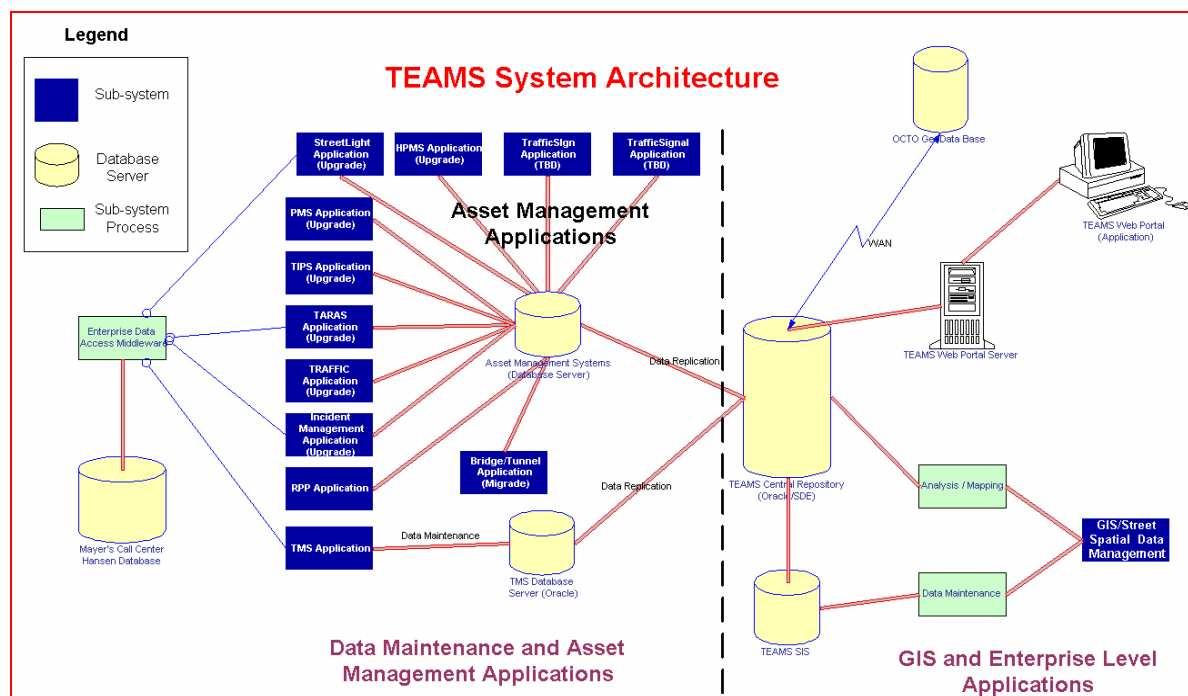 Legend
Sub-system
Database
Server
Sub-system
Process
TEAMS System Architecture
StreetLight
Application
(Upgrade)
HPMS Application
(Upgrade)
TrafficSIgn
Application
(TBD)
TrafficSignal
Application
(TBD)
Asset Management
Applications
PMS Application
(Upgrade)
TIPS Application
(Upgrade)
TARAS
Application
(Upgrade)
TRAFFIC
Application
(Upgrade)
Incident
Management
Application
(Upgrade)
RPP Application
TMS Application
Bridge/Tunnel
Application
(Migrade)
Enterprise Data
Access Middleware
Mayer's Call Center
Hansen Database
Asset Management Systems
(Database Server)
Data Replication
Data Replication
Data Maintenance
TMS Database
Server (Oracle)
Data Maintenance and Asset
Management Applications
OCTO GeoData Base
WAN
TEAMS Web Portal
(Application)
TEAMS Web Portal Server
TEAMS Central Repository
(Oracle/SDE)
Analysis / Mapping
GIS/Street
Spatial Data
Management
Data Maintenance
TEAMS SIS
GIS and Enterprise Level
Applications